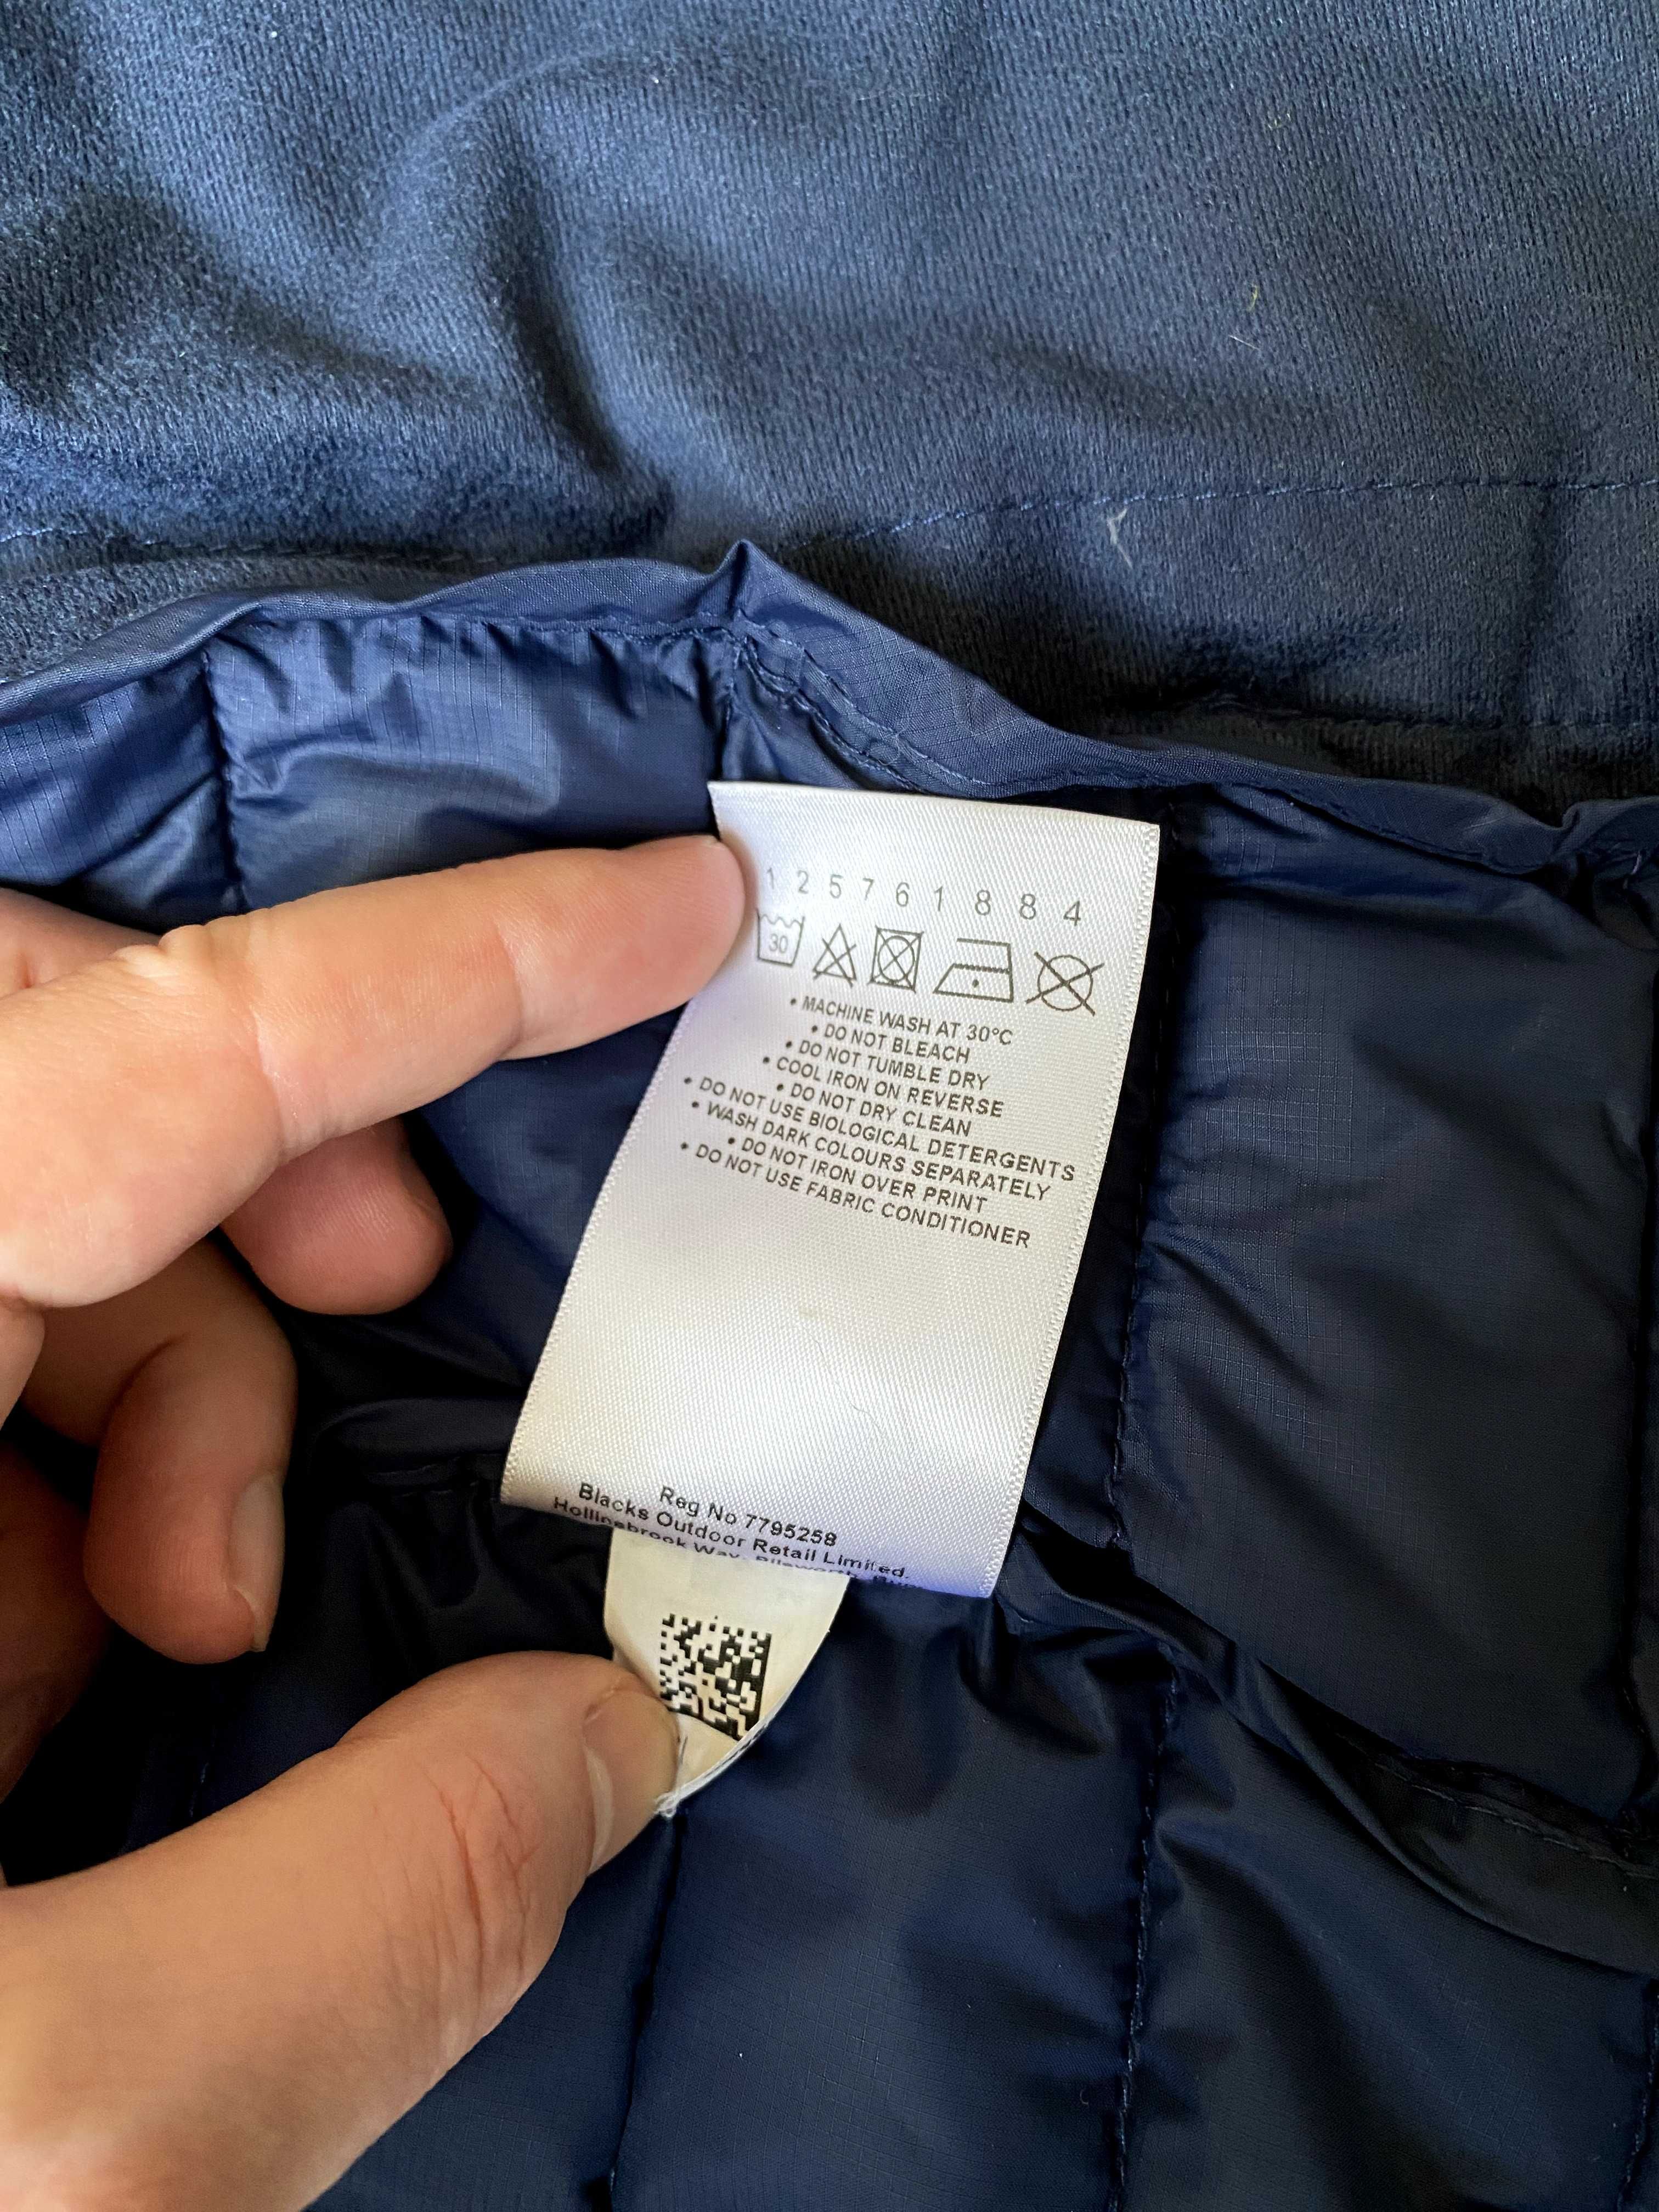 1 2 5 7 6 1 8 8 4
30
• MACHINE WASH AT 30°C
• DO NOT BLEACH
• DO NOT TUMBLE DRY
• COOL IRON ON REVERSE
• DO NOT DRY CLEAN
• DO NOT USE BIOLOGICAL DETERGENTS
• WASH DARK COLOURS SEPARATELY
• DO NOT IRON OVER PRINT
• DO NOT USE FABRIC CONDITIONER
Reg No 7795258
Blacks Outdoor Retail Limited.
Hollinsbrook Way,